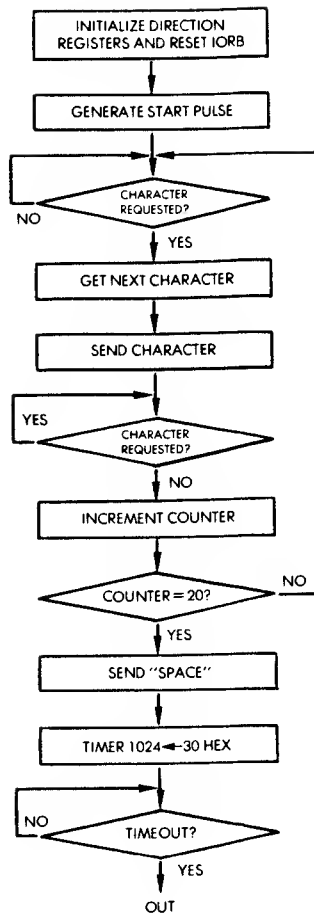 INITIALIZE DIRECTION
REGISTERS AND RESET IORB
GENERATE START PULSE
CHARACTER
REQUESTED?
NO
YES
GET NEXT CHARACTER
SEND CHARACTER
YES
CHARACTER
REQUESTED?
NO
INCREMENT COUNTER
COUNTER = 20?
NO
YES
SEND "SPACE"
TIMER 1024←30 HEX
NO
TIMEOUT?
YES
OUT